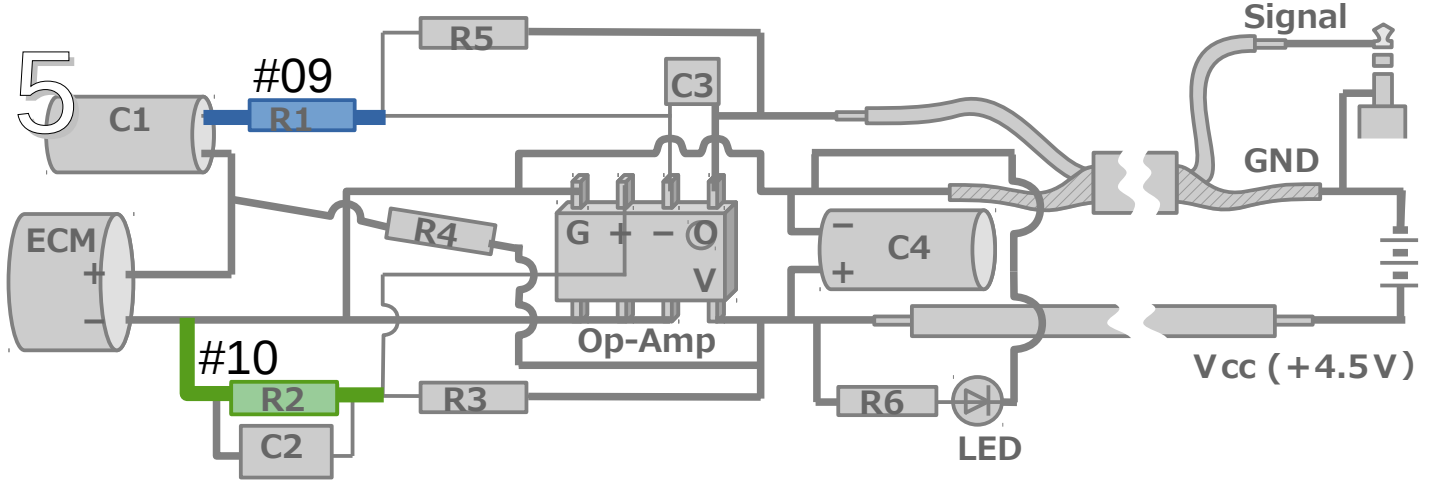 5
#09
R5
Signal
C3
C1
R1
GND
ECM
R4
G + − O
− C4
+
V
+
−
Op-Amp
#10
Vcc (+4.5V)
R2
R3
R6
C2
LED